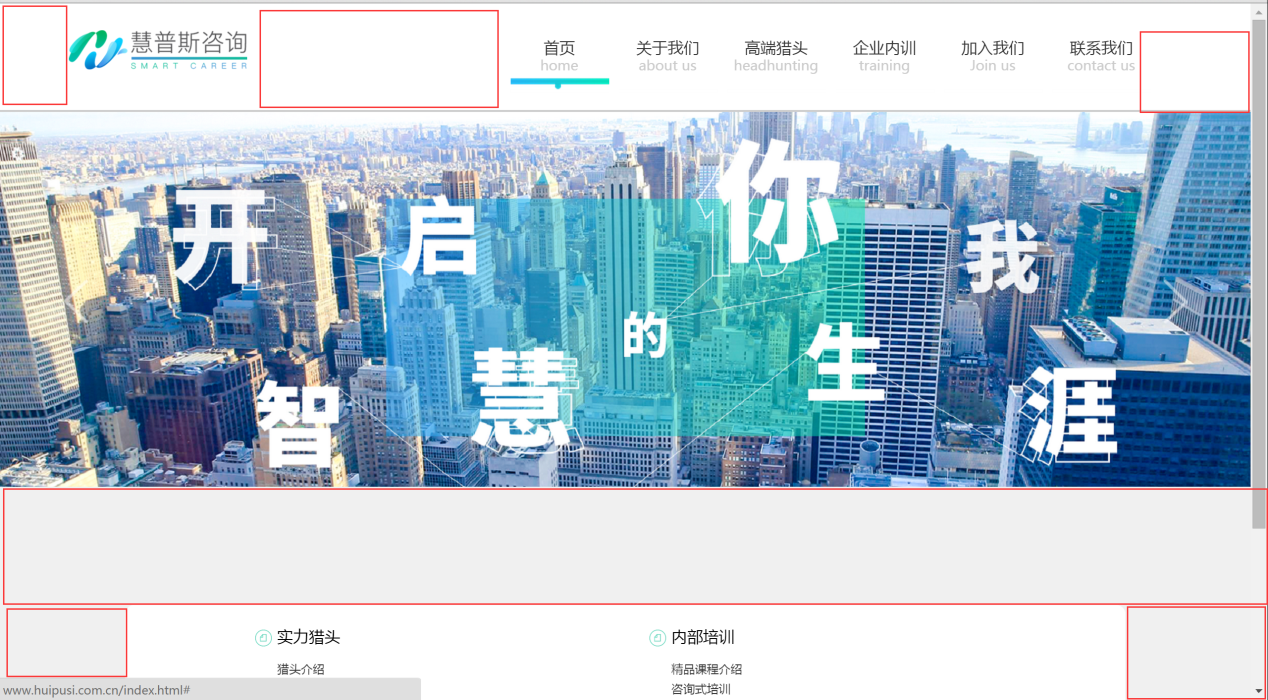 慧普斯咨询
SMART CAREER
首页
home
关于我们
about us
高端猎头
headhunting
企业内训
training
加入我们
Join us
联系我们
contact us
开启你我
的
智慧生涯
实力猎头
猎头介绍
内部培训
精品课程介绍
咨询式培训
www.huipusi.com.cn/index.html#